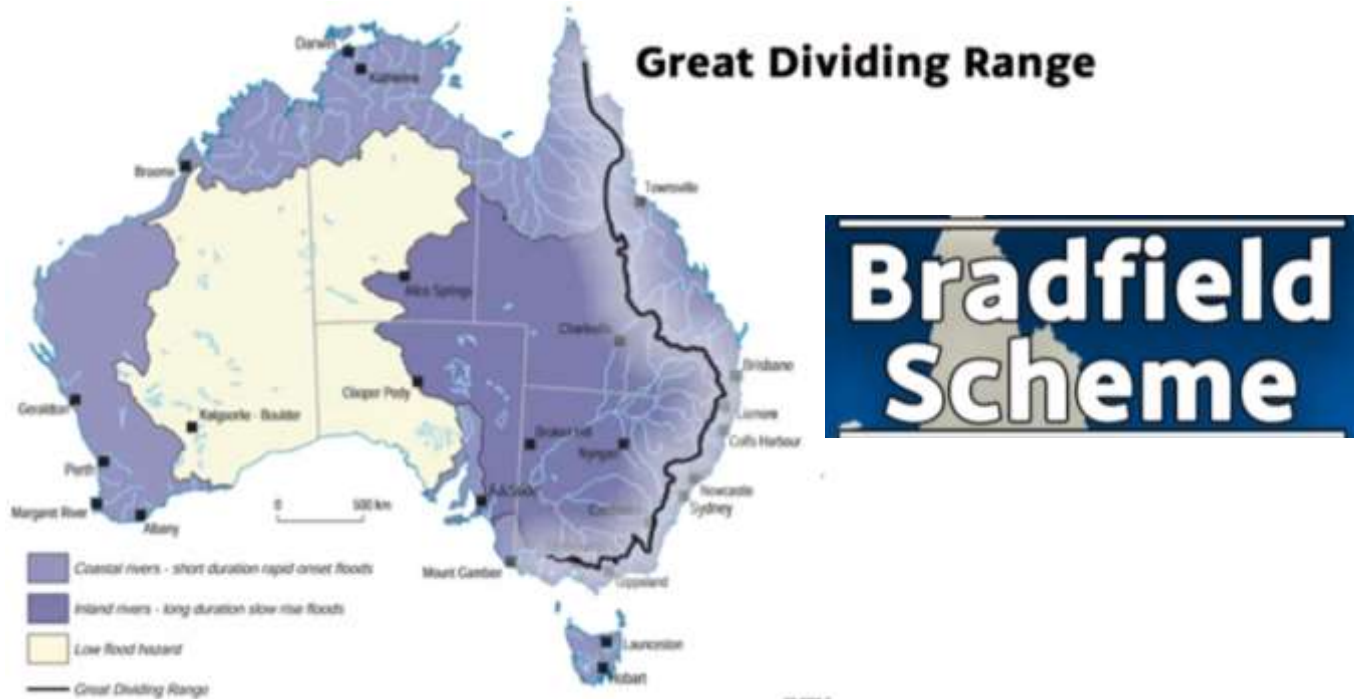 Great Dividing Range
Darwin
Katherine
Broome
Townsville
Alice Springs
Charleville
Brisbane
Bradfield
Scheme
Coober Pedy
Lismore
Geraldton
Kalgoorlie - Boulder
Broken Hill
Coffs Harbour
Nyngan
Perth
Newcastle
Adelaide
Sydney
Margaret River
0 500 km
Albany
Mount Gambier
Gippsland
Coastal rivers - short duration rapid onset floods
Inland rivers - long duration slow rise floods
Launceston
Low flood hazard
Hobart
Great Dividing Range